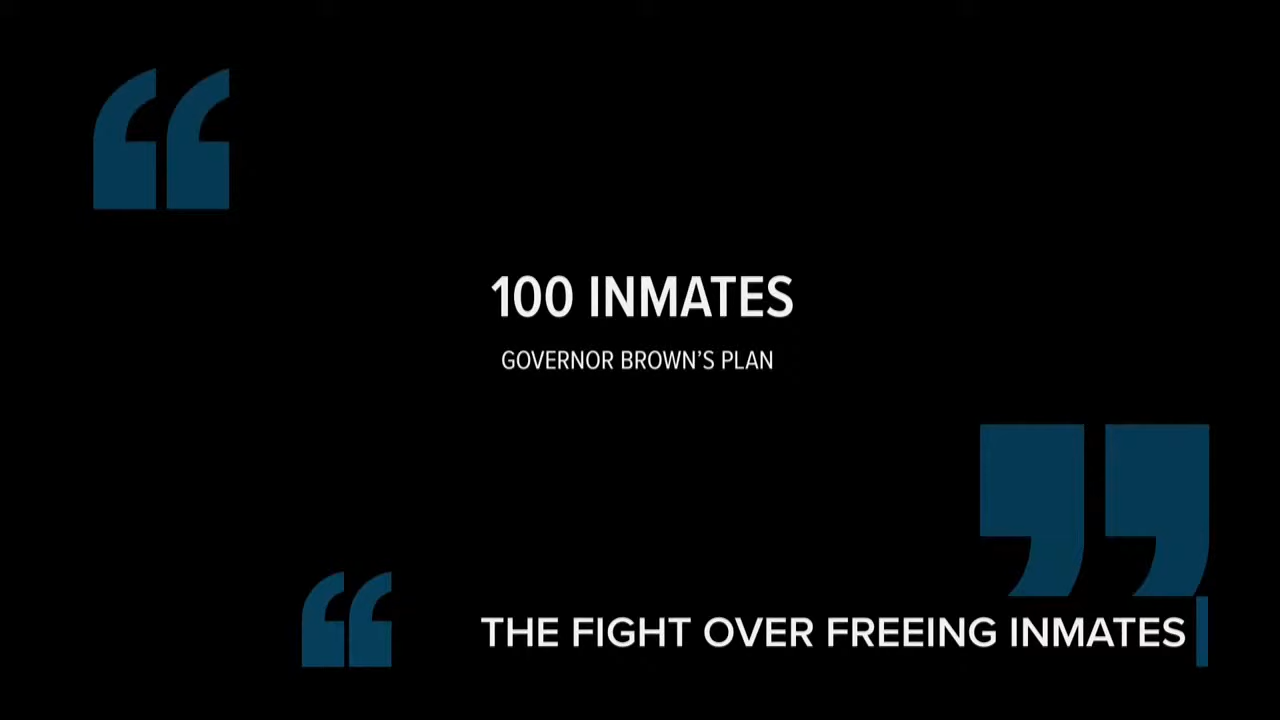 100 INMATES
GOVERNOR BROWN’S PLAN
THE FIGHT OVER FREEING INMATES